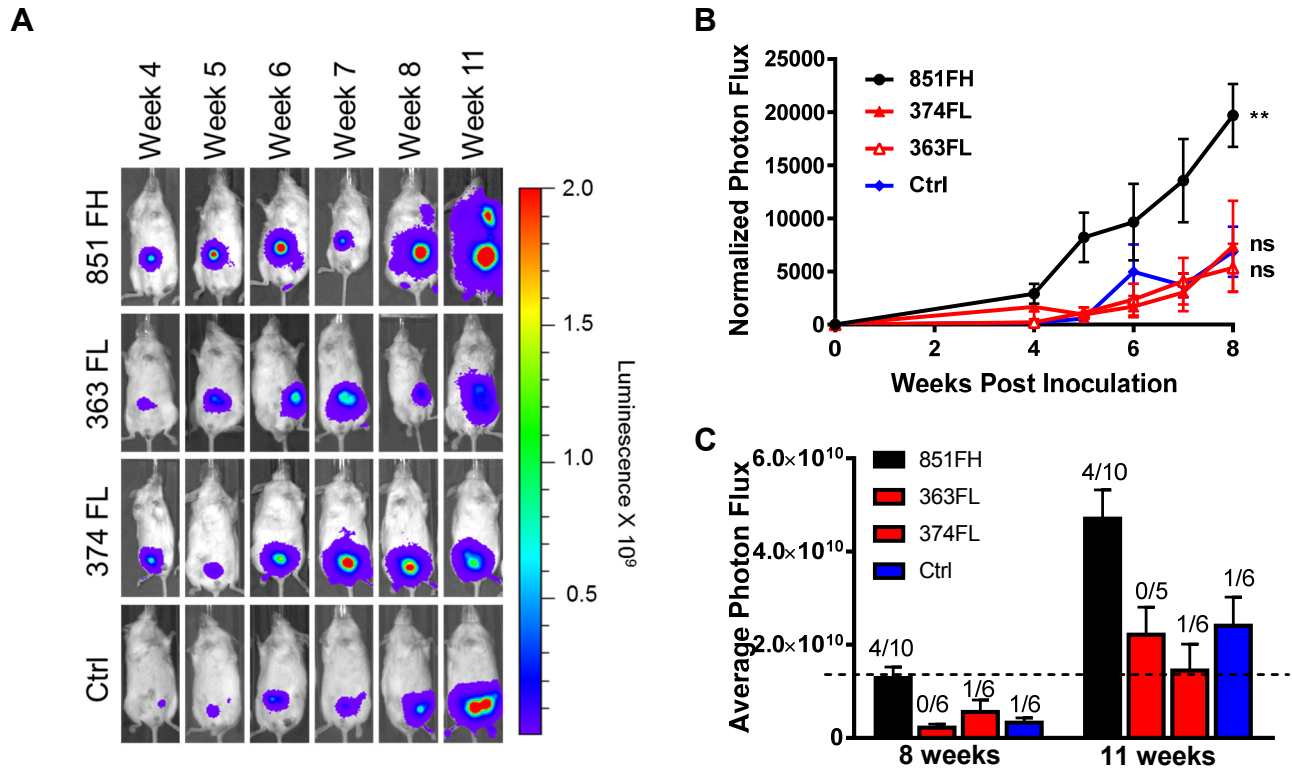 A
Week 4
Week 5
Week 6
Week 7
Week 8
Week 11
851 FH
363 FL
374 FL
Ctrl
2.0
1.5
1.0
0.5
Luminescence X 10⁹
B
Normalized Photon Flux
25000
20000
15000
10000
5000
0
0
2
4
6
8
Weeks Post Inoculation
851FH
374FL
363FL
Ctrl
**
ns
ns
C
Average Photon Flux
6.0×10¹⁰
4.0×10¹⁰
2.0×10¹⁰
0
851FH
363FL
374FL
Ctrl
4/10
0/6
1/6
1/6
4/10
0/5
1/6
1/6
8 weeks
11 weeks